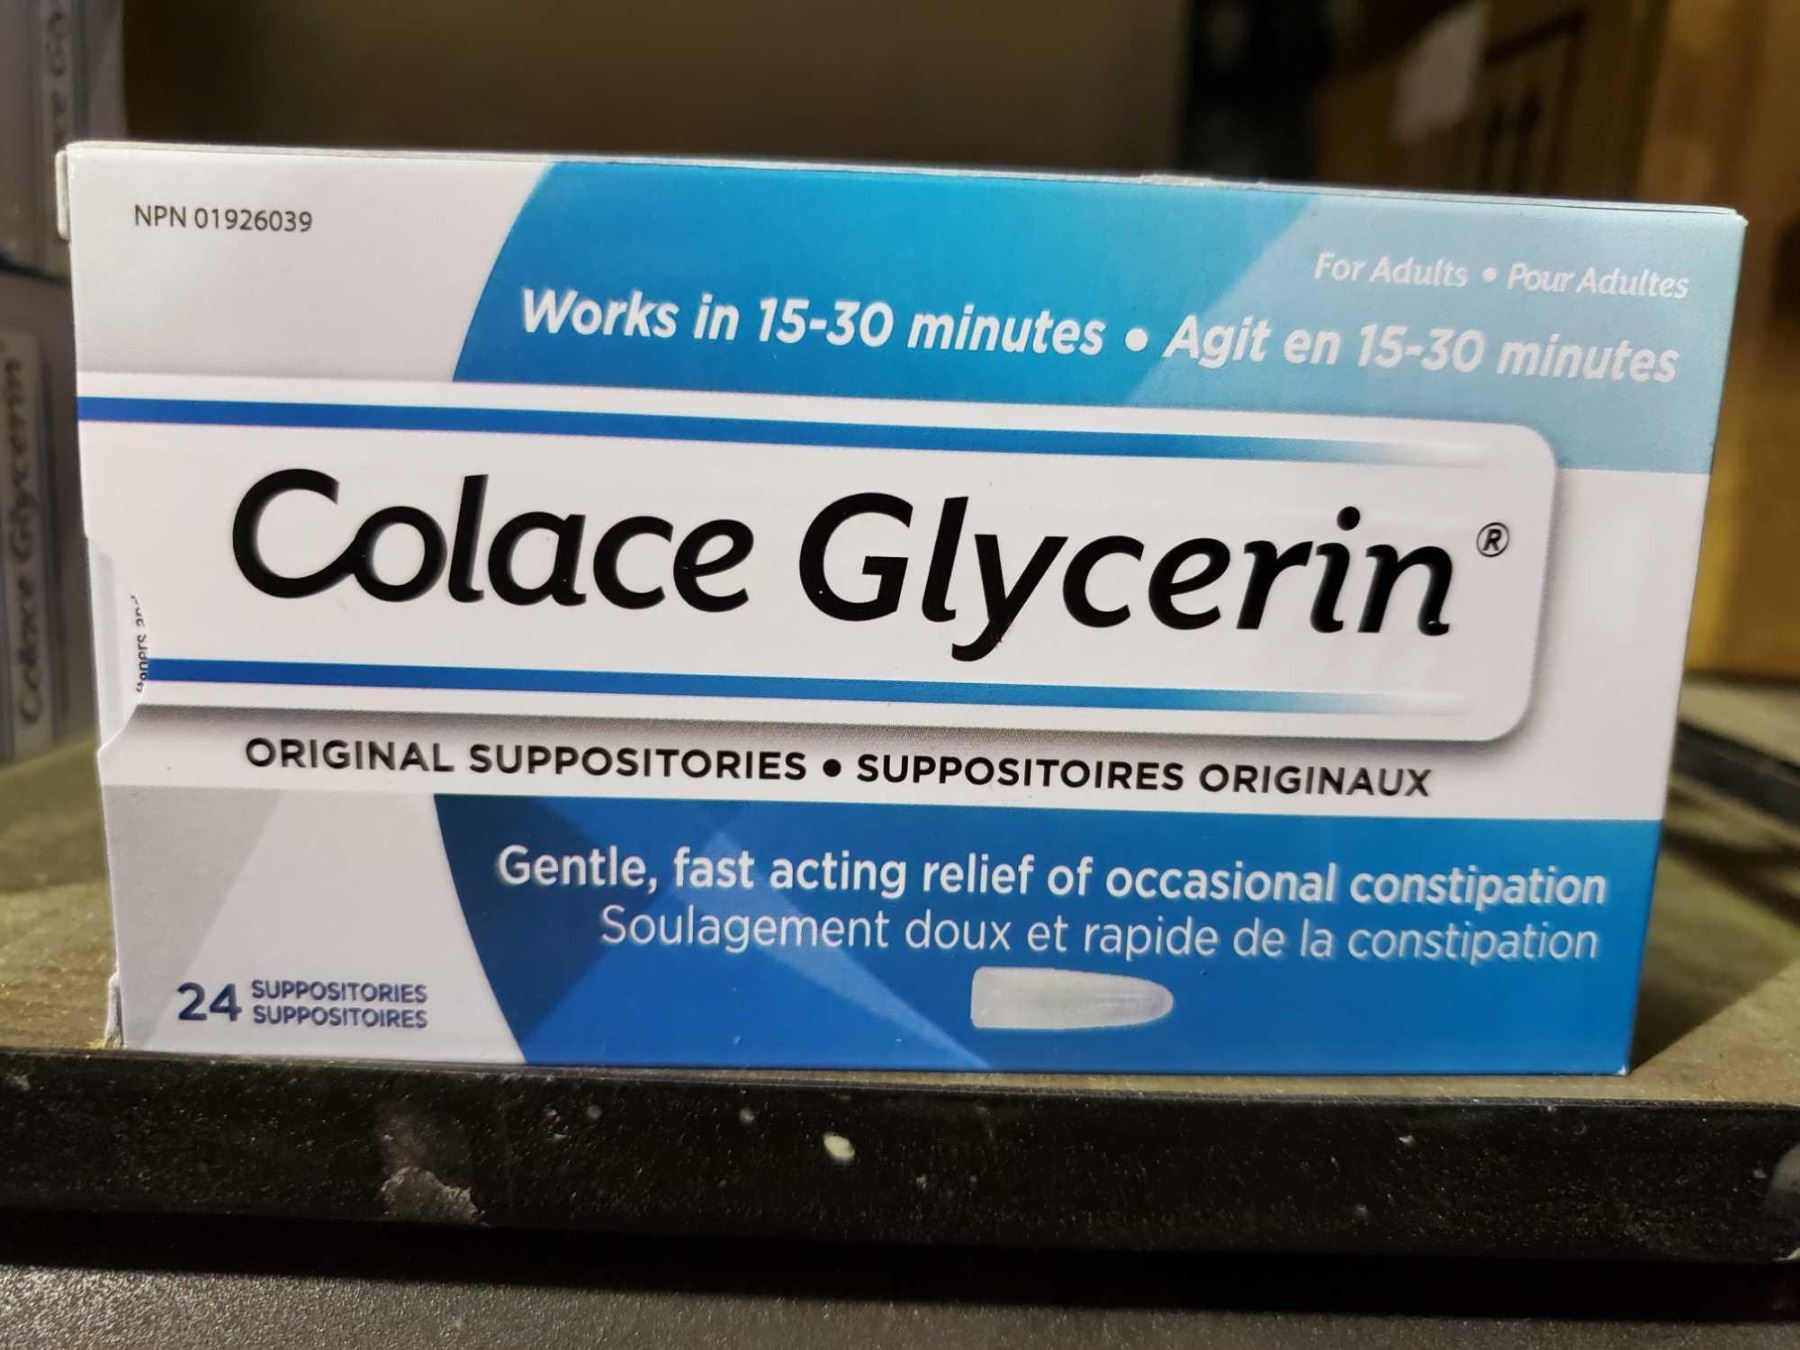 NPN 01926039
For Adults • Pour Adultes
Works in 15-30 minutes • Agit en 15-30 minutes
Colace Glycerin®
ORIGINAL SUPPOSITORIES • SUPPOSITOIRES ORIGINAUX
Gentle, fast acting relief of occasional constipation
Soulagement doux et rapide de la constipation
24 SUPPOSITORIES
SUPPOSITOIRES
Colace Glycerin